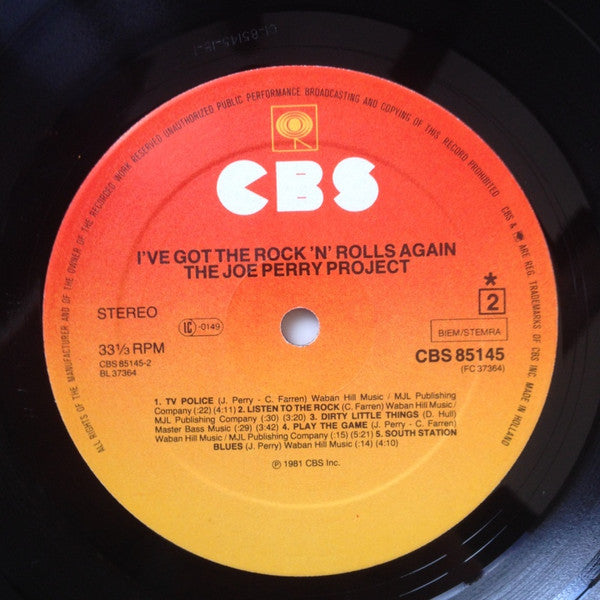 CBS 85145-2E-1
ALL RIGHTS OF THE MANUFACTURER AND OF THE OWNER OF THE RECORDED WORK RESERVED UNAUTHORIZED PUBLIC PERFORMANCE BROADCASTING AND COPYING OF THIS RECORD PROHIBITED
CBS & ARE REG. TRADEMARKS OF CBS INC. MADE IN HOLLAND
CBS
I'VE GOT THE ROCK 'N' ROLLS AGAIN
THE JOE PERRY PROJECT
STEREO
IC -0149
*
2
BIEM/STEMRA
33⅓ RPM
CBS 85145-2
BL 37364
CBS 85145
(FC 37364)
1. TV POLICE (J. Perry - C. Farren) Waban Hill Music / MJL Publishing
Company (:22) (4:11) 2. LISTEN TO THE ROCK (C. Farren) Waban Hill Music/
MJL Publishing Company (:30) (3:20) 3. DIRTY LITTLE THINGS (D. Hull)
Master Bass Music (:29) (3:42) 4. PLAY THE GAME (J. Perry - C. Farren)
Waban Hill Music / MJL Publishing Company (:15) (5:21) 5. SOUTH STATION
BLUES (J. Perry) Waban Hill Music (:14) (4:10)
℗ 1981 CBS Inc.